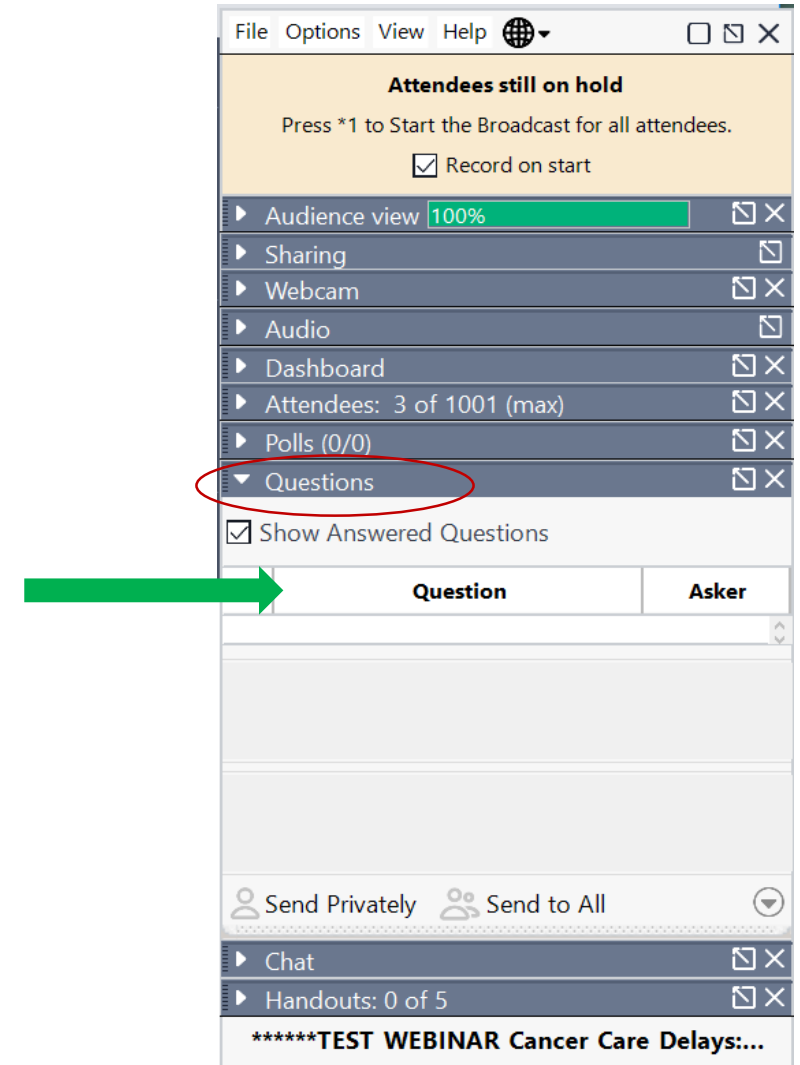 File Options View Help
Attendees still on hold
Press *1 to Start the Broadcast for all attendees.
Record on start
Audience view 100%
Sharing
Webcam
Audio
Dashboard
Attendees: 3 of 1001 (max)
Polls (0/0)
Questions
Show Answered Questions
Question Asker
Send Privately Send to All
Chat
Handouts: 0 of 5
******TEST WEBINAR Cancer Care Delays:...